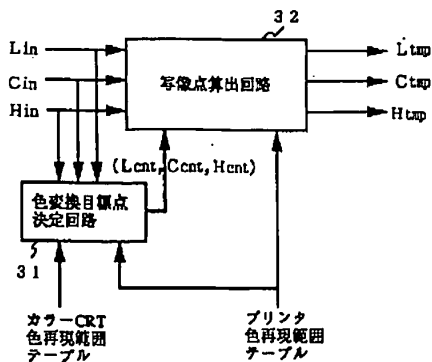 32
Lin
Cin
Hin
写像点算出回路
Ltmp
Ctmp
Htmp
(Lcnt, Ccnt, Hcnt)
色変換目標点
決定回路
31
カラーCRT
色再現範囲
テーブル
プリンタ
色再現範囲
テーブル